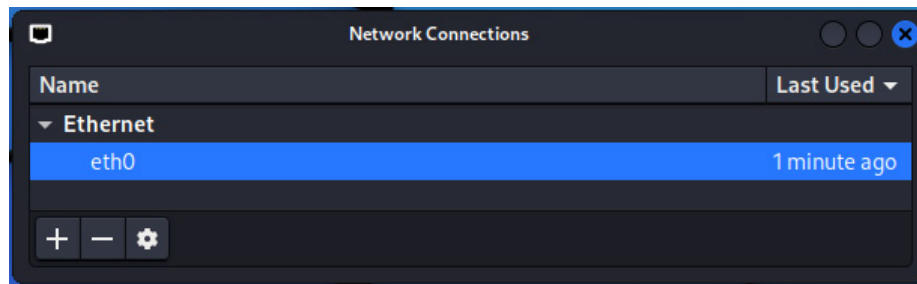 Network Connections
Name Last Used
Ethernet
eth0 1 minute ago